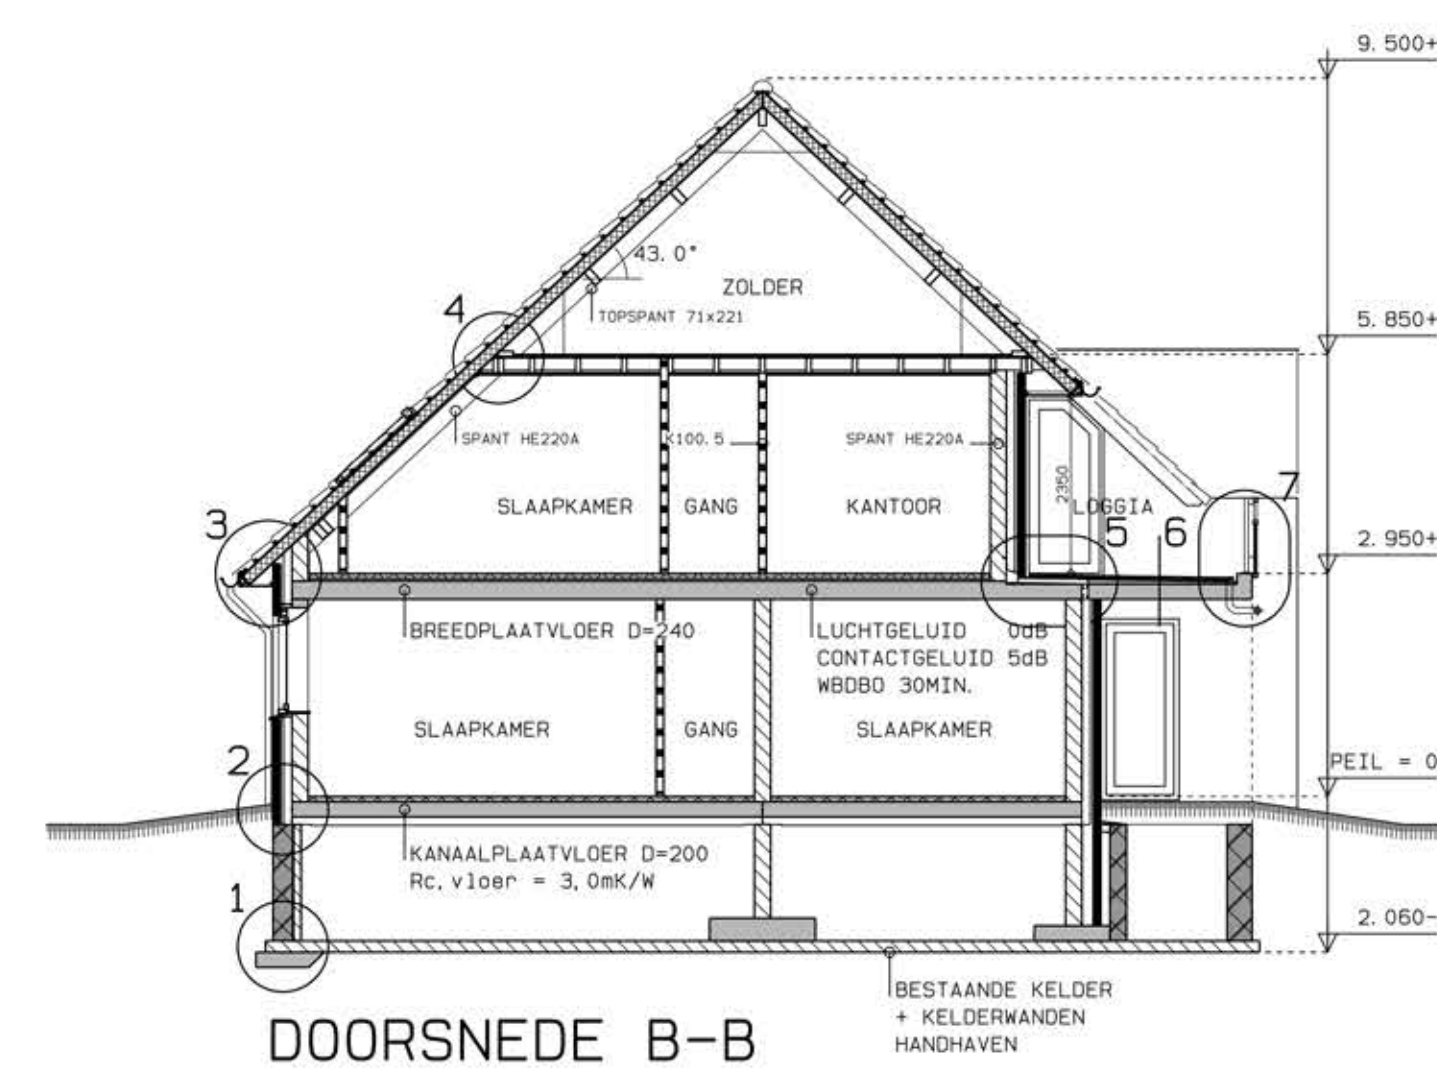 9.500+
43.0°
ZOLDER
4
TOPSPANT 71x221
5.850+
SPANT HE220A
K100.5
SPANT HE220A
2350
7
3
SLAAPKAMER
GANG
KANTOOR
LOGGIA
5
6
2.950+
BREEDPLAATVLOER D=240
LUCHTGELUID 0dB
CONTACTGELUID 5dB
WBDBO 30MIN.
SLAAPKAMER
GANG
SLAAPKAMER
2
PEIL = 0
KANAALPLAATVLOER D=200
Rc,vloer = 3,0mK/W
1
2.060-
BESTAANDE KELDER
+ KELDERWANDEN
HANDHAVEN
DOORSNEDE B-B